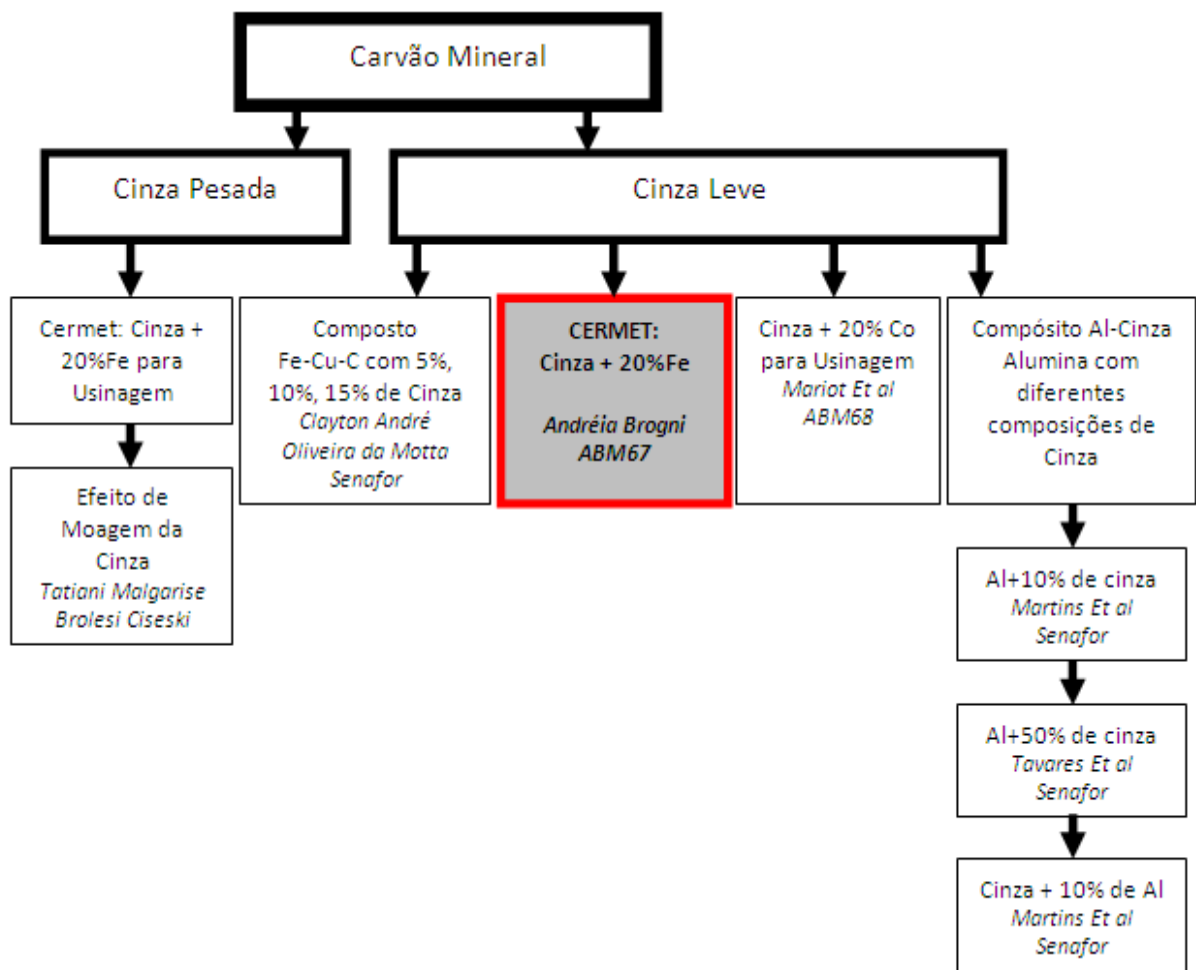 Carvão Mineral
Cinza Pesada
Cinza Leve
Cermet: Cinza +
20%Fe para
Usinagem
Efeito de
Moagem da
Cinza
Tatiani Malgarise
Brolesi Ciseski
Composto
Fe-Cu-C com 5%,
10%, 15% de Cinza
Clayton André
Oliveira da Motta
Senafor
CERMET:
Cinza + 20%Fe
Andréia Brogni
ABM67
Cinza + 20% Co
para Usinagem
Mariot Et al
ABM68
Compósito Al-Cinza
Alumina com
diferentes
composições de
Cinza
Al+10% de cinza
Martins Et al
Senafor
Al+50% de cinza
Tavares Et al
Senafor
Cinza + 10% de Al
Martins Et al
Senafor